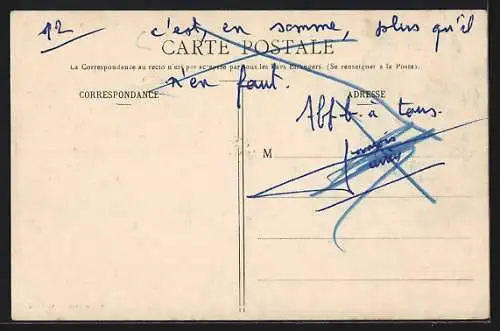 12 c'est, en somme, plus qu'il
CARTE POSTALE
La Correspondance au recto n'est pas acceptée par tous les Pays Etrangers. (Se renseigner à la Poste).
n'en faut.
CORRESPONDANCE
ADRESSE
à tous.
M